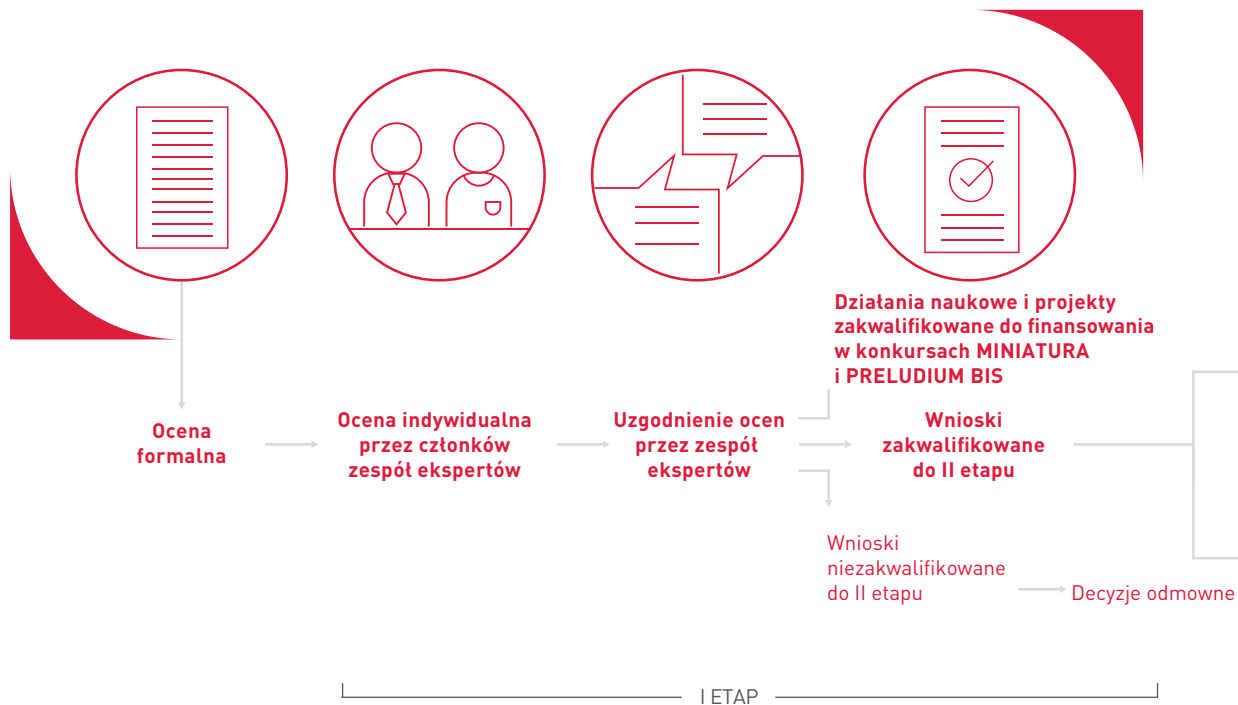 Działania naukowe i projekty
zakwalifikowane do finansowania
w konkursach MINIATURA
i PRELUDIUM BIS
Ocena
formalna
Ocena indywidualna
przez członków
zespół ekspertów
Uzgodnienie ocen
przez zespół
ekspertów
Wnioski
zakwalifikowane
do II etapu
Wnioski
niezakwalifikowane
do II etapu
Decyzje odmowne
I ETAP